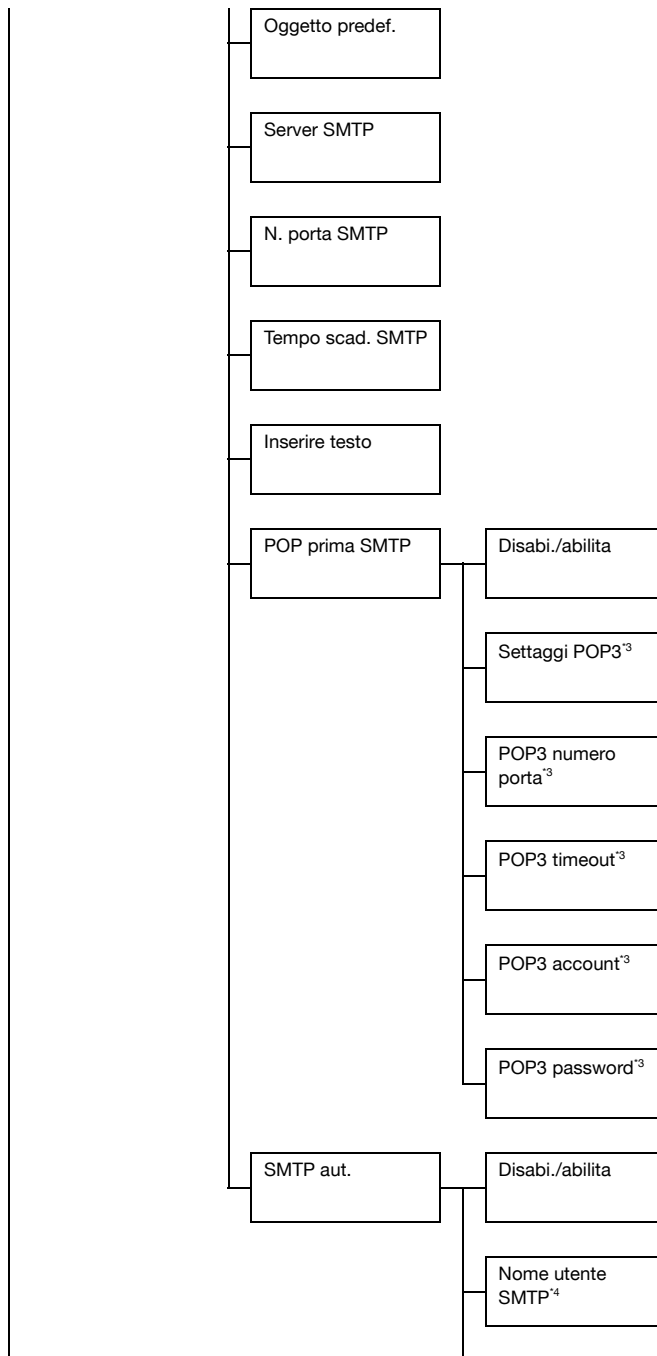 Oggetto predef.
Server SMTP
N. porta SMTP
Tempo scad. SMTP
Inserire testo
POP prima SMTP
Disabi./abilita
Settaggi POP3*3
POP3 numero
porta*3
POP3 timeout*3
POP3 account*3
POP3 password*3
SMTP aut.
Disabi./abilita
Nome utente
SMTP*4